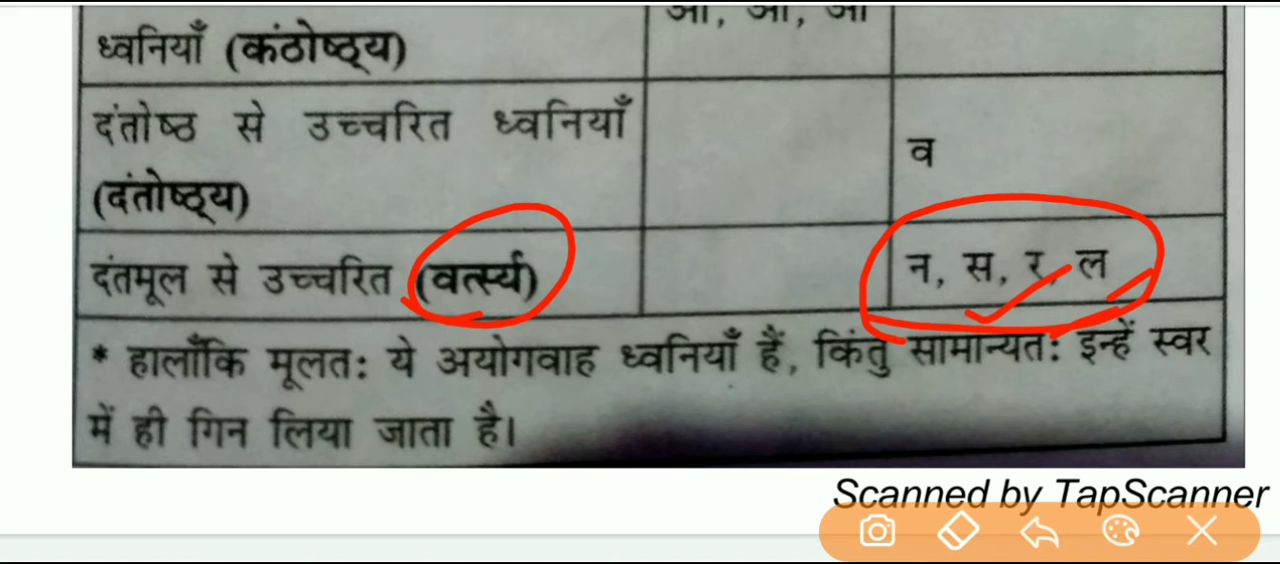 ध्वनियाँ (कंठोष्ठ्य)
दंतोष्ठ से उच्चरित ध्वनियाँ
व
(दंतोष्ठ्य)
दंतमूल से उच्चरित (वर्त्स्य) न, स, र, ल
* हालाँकि मूलत: ये अयोगवाह ध्वनियाँ हैं, किंतु सामान्यत: इन्हें स्वर
में ही गिन लिया जाता है।
Scanned by TapScanner